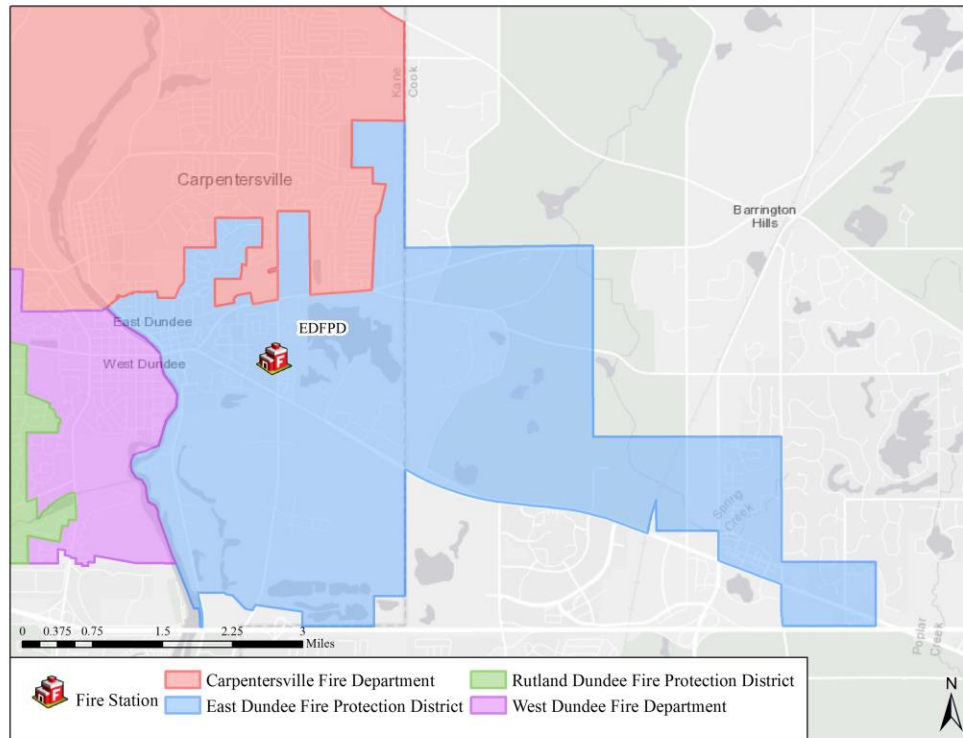 Kane
Cook
Carpentersville
Barrington
Hills
East Dundee
EDFPD
West Dundee
Spring
Creek
0 0.375 0.75 1.5 2.25 3
Miles
Poplar
Creek
N
Fire Station
Carpentersville Fire Department
East Dundee Fire Protection District
Rutland Dundee Fire Protection District
West Dundee Fire Department